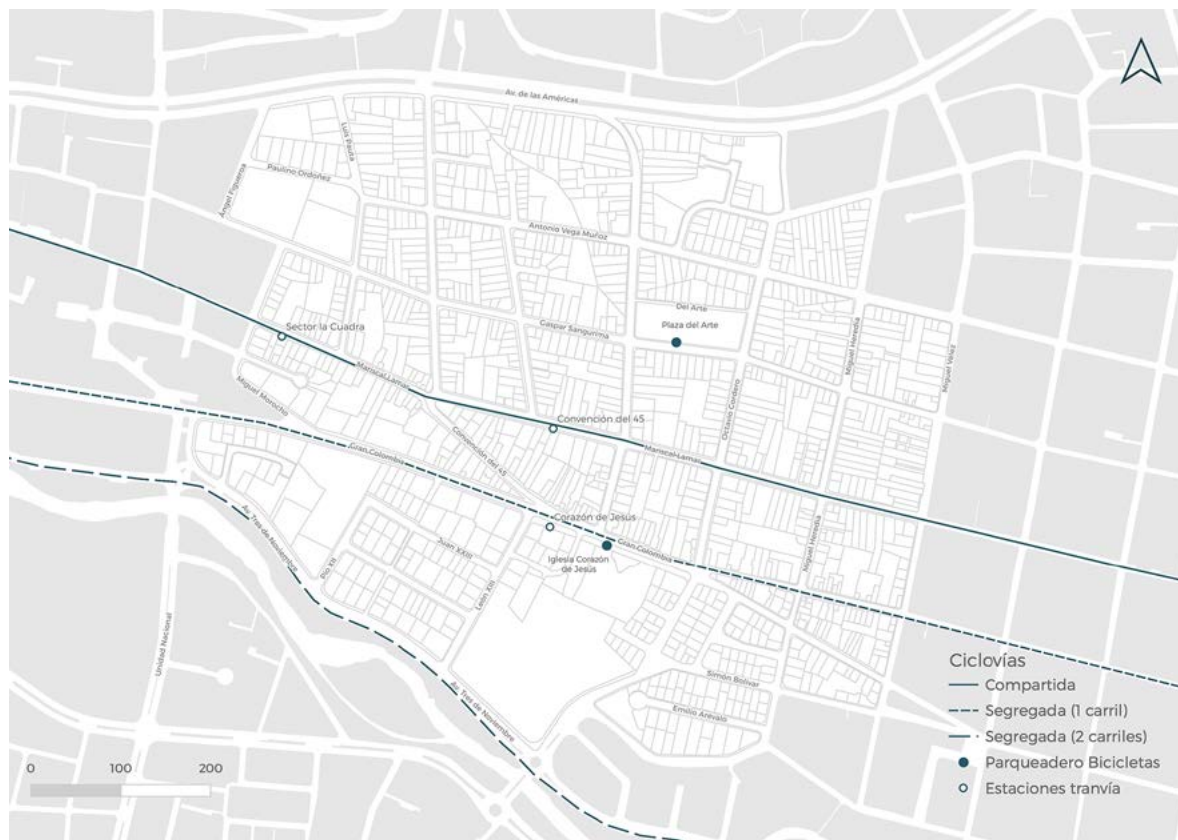 Av. de las Américas
Luis Pauta
Paulino Ordóñez
Ángel Figueroa
Antonio Vega Muñoz
Del Arte
Plaza del Arte
Gaspar Sangurima
Sector la Cuadra
Miguel Heredia
Miguel Vélez
Mariscal Lamar
Miguel Morocho
Octavio Cordero
Convención del 45
Convención del 45
Mariscal Lamar
Gran Colombia
Corazón de Jesús
Av. Tres de Noviembre
Juan XXIII
Gran Colombia
Miguel Heredia
Iglesia Corazón
de Jesús
Pío XII
León XIII
Unidad Nacional
Simón Bolivar
Av. Tres de Noviembre
Emilio Arevalo
Ciclovías
Compartida
Segregada (1 carril)
Segregada (2 carriles)
Parqueadero Bicicletas
Estaciones tranvía
0 100 200